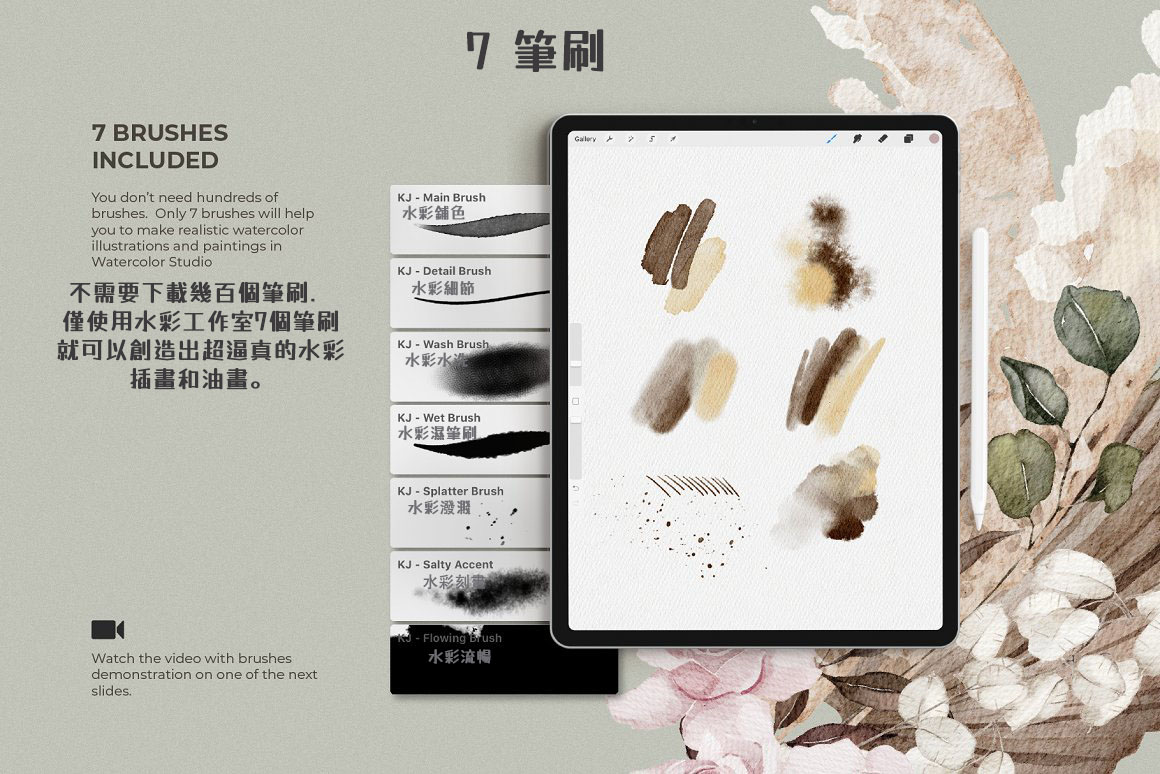 7 筆刷
7 BRUSHES
INCLUDED
You don't need hundreds of
brushes. Only 7 brushes will help
you to make realistic watercolor
illustrations and paintings in
Watercolor Studio
不需要下載幾百個筆刷.
僅使用水彩工作室7個筆刷
就可以創造出超逼真的水彩
插畫和油畫。
Watch the video with brushes
demonstration on one of the next
slides.
KJ - Main Brush
水彩鋪色
KJ - Detail Brush
水彩細節
KJ - Wash Brush
水彩水洗
KJ - Wet Brush
水彩濕筆刷
KJ - Splatter Brush
水彩潑濺
KJ - Salty Accent
水彩刻畫
KJ - Flowing Brush
水彩流暢
Gallery